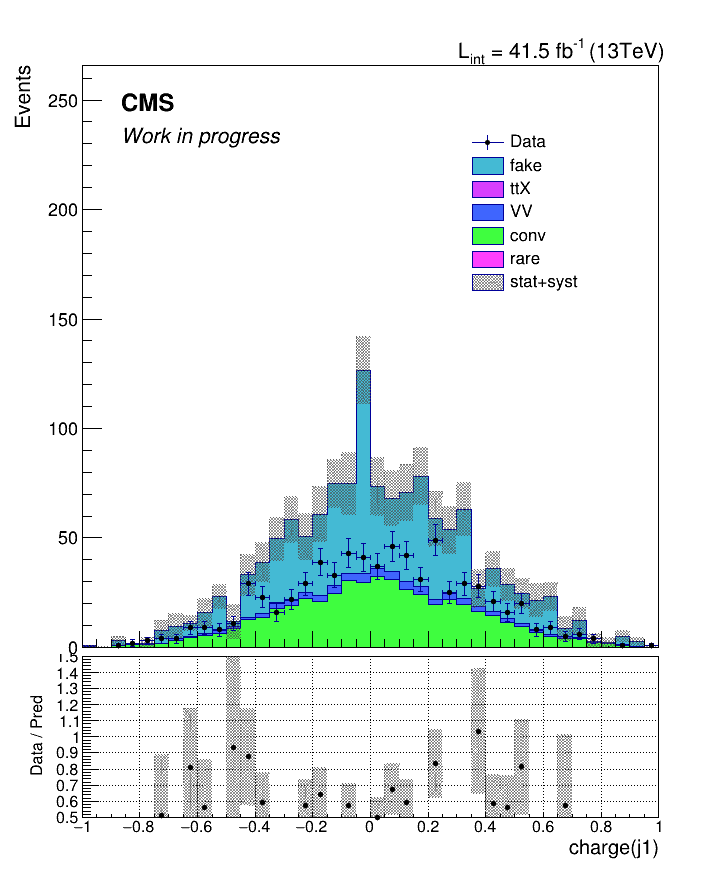 L_int = 41.5 fb^-1 (13TeV)
Events
250
CMS
Work in progress
Data
fake
ttX
200
VV
conv
rare
stat+syst
150
100
50
0
1.5
1.4
1.3
1.2
1.1
1
0.9
0.8
0.7
0.6
0.5
Data / Pred
−1 −0.8 −0.6 −0.4 −0.2 0 0.2 0.4 0.6 0.8 1
charge(j1)